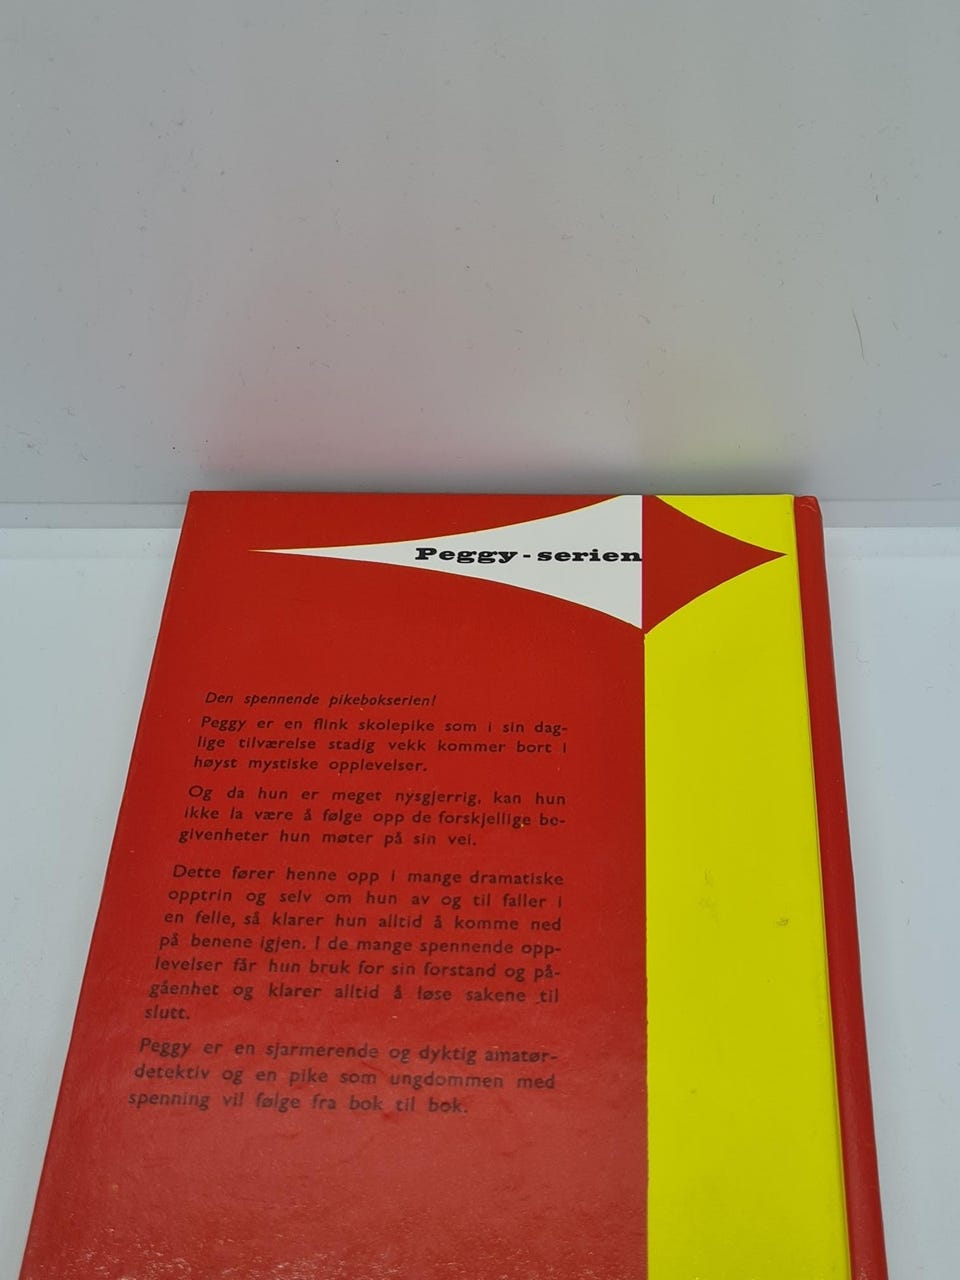 Peggy-serien
Den spennende pikebokserien!
Peggy er en flink skolepike som i sin dag-
lige tilværelse stadig vekk kommer bort i
høyst mystiske opplevelser.
Og da hun er meget nysgjerrig, kan hun
ikke la være å følge opp de forskjellige be-
givenheter hun møter på sin vei.
Dette fører henne opp i mange dramatiske
opptrin og selv om hun av og til faller i
en felle, så klarer hun alltid å komme ned
på benene igjen. I de mange spennende opp-
levelser får hun bruk for sin forstand og på-
gåenhet og klarer alltid å løse sakene til
slutt.
Peggy er en sjarmerende og dyktig amatør-
detektiv og en pike som ungdommen med
spenning vil følge fra bok til bok.